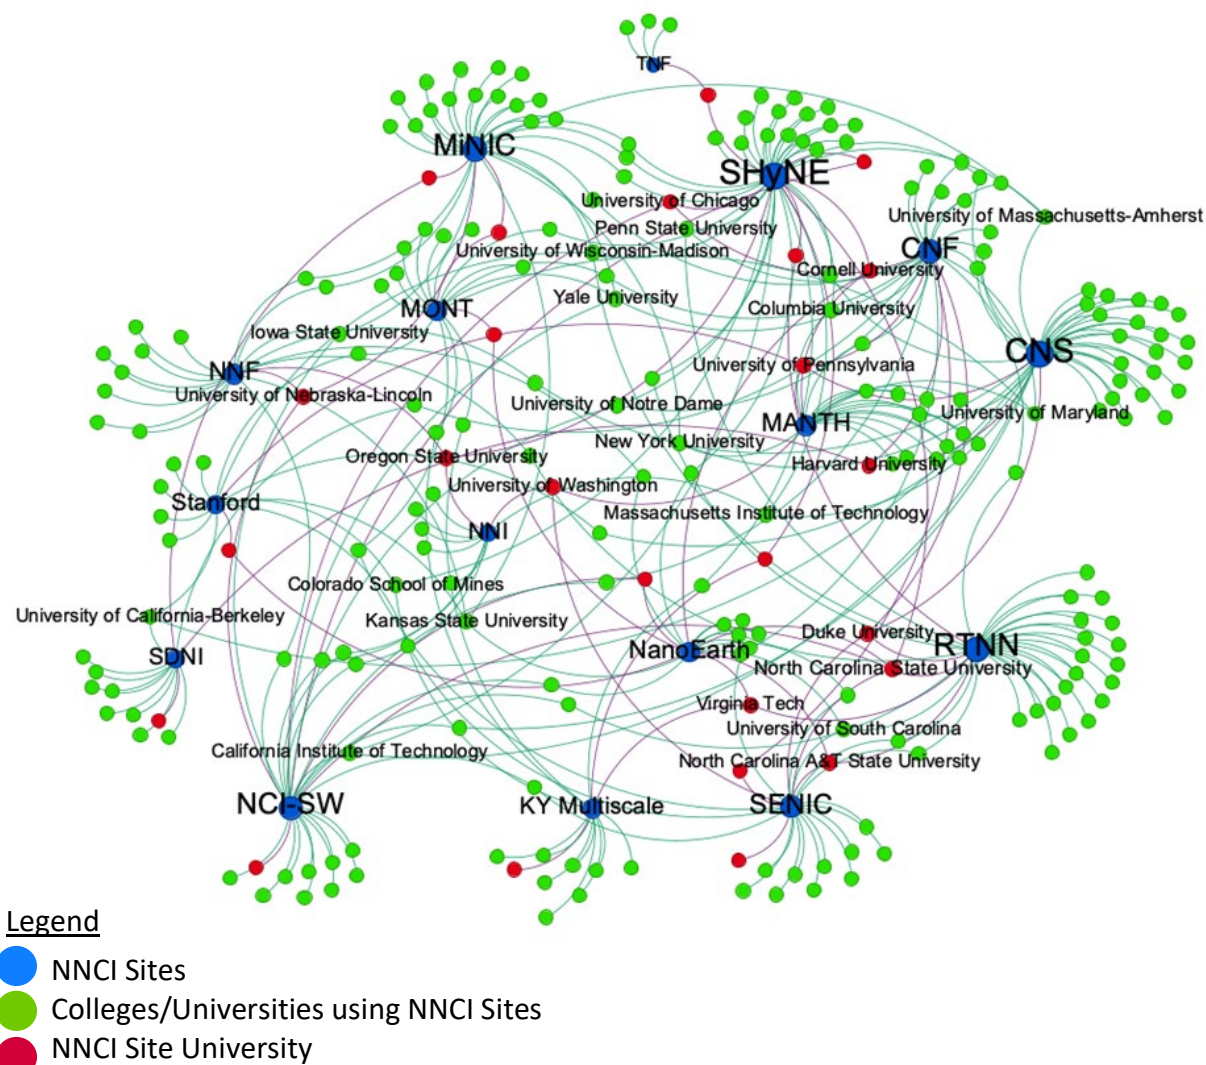 TNF
MiNIC
SHyNE
University of Chicago
University of Massachusetts-Amherst
Penn State University
CNF
University of Wisconsin-Madison
Cornell University
Yale University
MONT
Columbia University
Iowa State University
CNS
University of Pennsylvania
NNF
University of Nebraska-Lincoln
University of Notre Dame
University of Maryland
MANTH
New York University
Oregon State University
Harvard University
University of Washington
Stanford
Massachusetts Institute of Technology
NNI
Colorado School of Mines
University of California-Berkeley
Kansas State University
Duke University
RTNN
NanoEarth
SDNI
North Carolina State University
Virginia Tech
University of South Carolina
California Institute of Technology
North Carolina A&T State University
NCI-SW
KY Multiscale
SENIC
Legend
NNCI Sites
Colleges/Universities using NNCI Sites
NNCI Site University